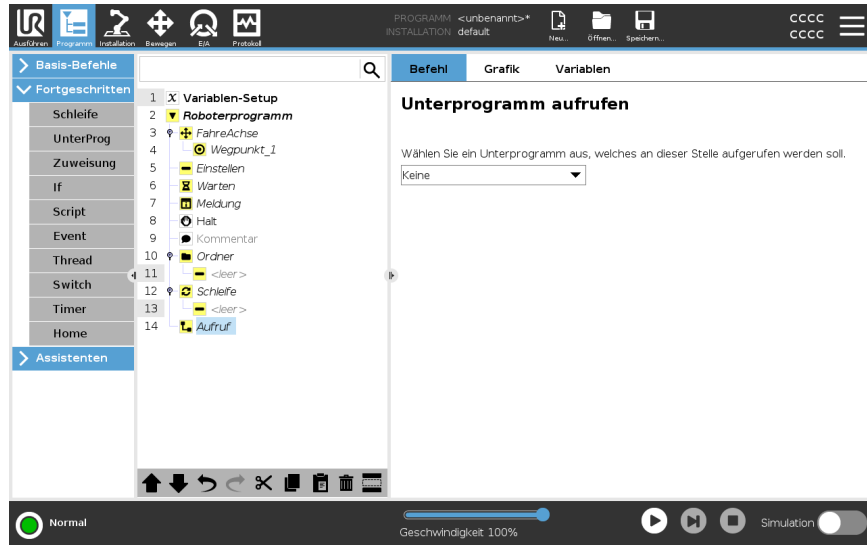 PROGRAMM <unbenannt>*
INSTALLATION default
Ausführen Programm Installation Bewegen E/A Protokoll
Neu... Öffnen... Speichern...
CCCC
CCCC
Basis-Befehle
Fortgeschritten
Schleife
UnterProg
Zuweisung
If
Script
Event
Thread
Switch
Timer
Home
Assistenten
1 X Variablen-Setup
2 Roboterprogramm
3 FahreAchse
4 Wegpunkt_1
5 Einstellen
6 Warten
7 Meldung
8 Halt
9 Kommentar
10 Ordner
11 <leer>
12 Schleife
13 <leer>
14 Aufruf
Befehl Grafik Variablen
Unterprogramm aufrufen
Wählen Sie ein Unterprogramm aus, welches an dieser Stelle aufgerufen werden soll.
Keine
Normal
Geschwindigkeit 100%
Simulation